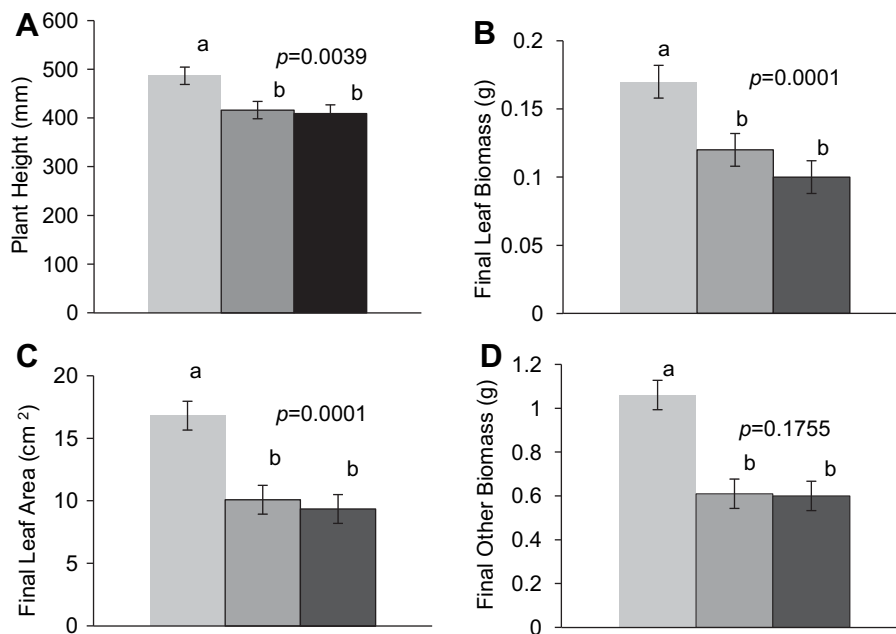 A
Plant Height (mm)
600
500
400
300
200
100
0
a
p=0.0039
b
b
B
Final Leaf Biomass (g)
0.2
0.15
0.1
0.05
0
a
p=0.0001
b
b
C
Final Leaf Area (cm 2)
20
15
10
5
0
a
p=0.0001
b
b
D
Final Other Biomass (g)
1.2
1
0.8
0.6
0.4
0.2
0
a
p=0.1755
b
b